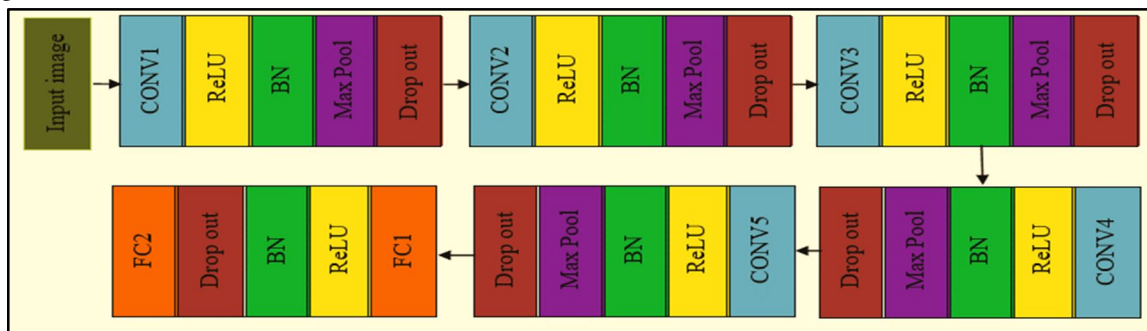 Input image
CONV1
ReLU
BN
Max Pool
Drop out
CONV2
ReLU
BN
Max Pool
Drop out
CONV3
ReLU
BN
Max Pool
Drop out
FC2
Drop out
BN
ReLU
FC1
Drop out
Max Pool
BN
ReLU
CONV5
Drop out
Max Pool
BN
ReLU
CONV4